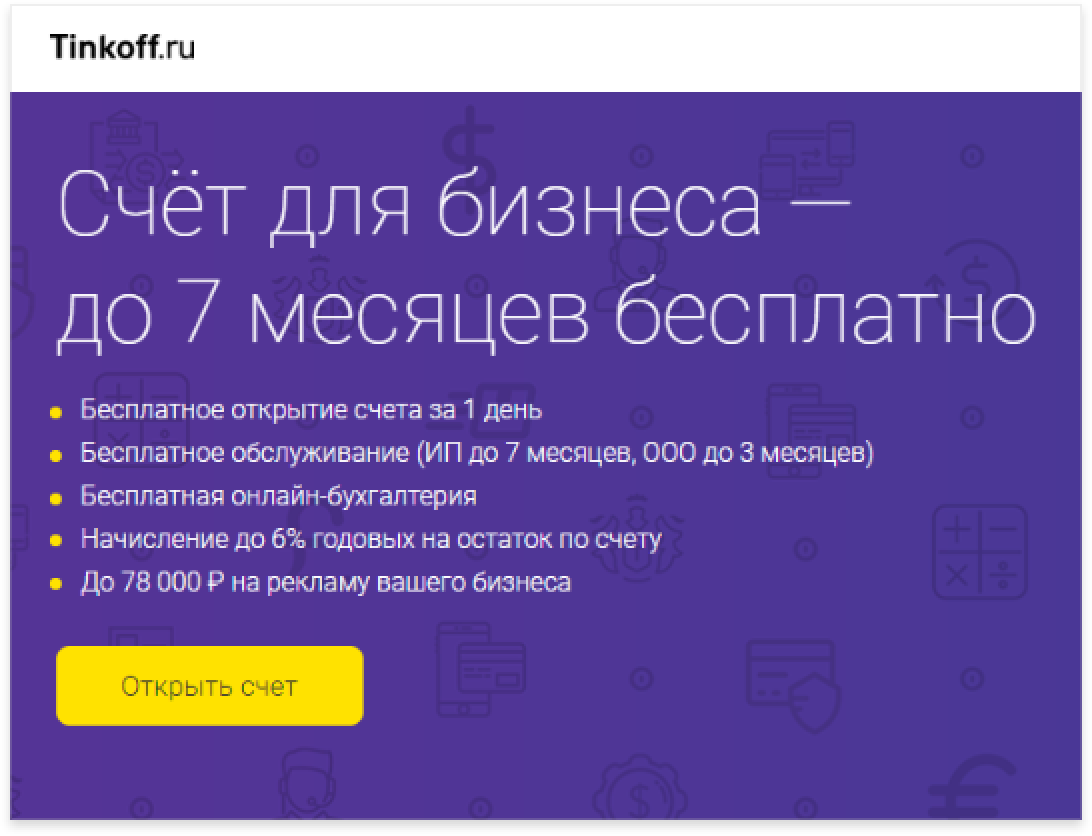 Tinkoff.ru
Счёт для бизнеса —
до 7 месяцев бесплатно
Бесплатное открытие счета за 1 день
Бесплатное обслуживание (ИП до 7 месяцев, ООО до 3 месяцев)
Бесплатная онлайн-бухгалтерия
Начисление до 6% годовых на остаток по счету
До 78 000 ₽ на рекламу вашего бизнеса
Открыть счет